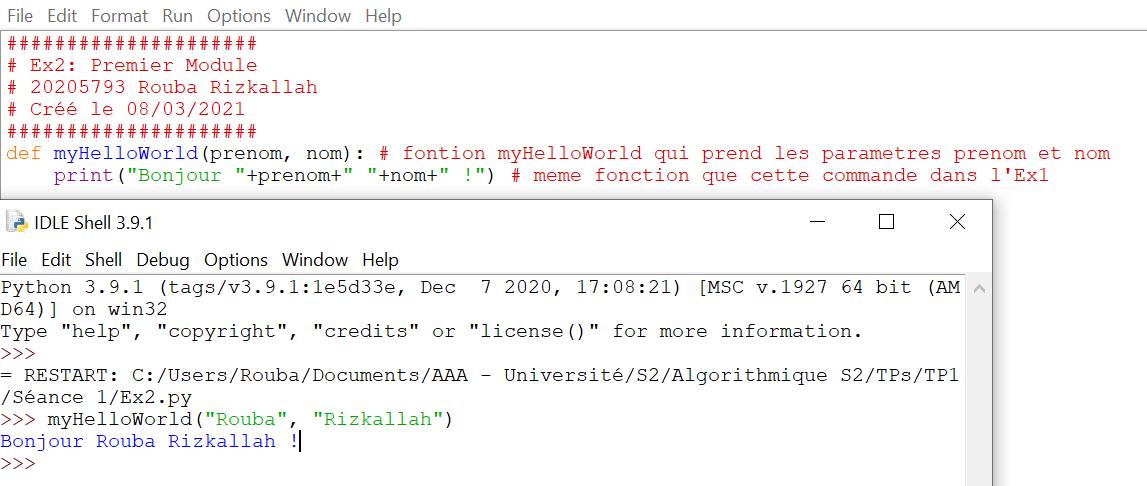 File Edit Format Run Options Window Help
#####################
# Ex2: Premier Module
# 20205793 Rouba Rizkallah
# Créé le 08/03/2021
#####################
def myHelloWorld(prenom, nom): # fontion myHelloWorld qui prend les parametres prenom et nom
    print("Bonjour "+prenom+" "+nom+" !") # meme fonction que cette commande dans l'Ex1
IDLE Shell 3.9.1
File Edit Shell Debug Options Window Help
Python 3.9.1 (tags/v3.9.1:1e5d33e, Dec  7 2020, 17:08:21) [MSC v.1927 64 bit (AM
D64)] on win32
Type "help", "copyright", "credits" or "license()" for more information.
>>>
= RESTART: C:/Users/Rouba/Documents/AAA - Université/S2/Algorithmique S2/TPs/TP1
/Séance 1/Ex2.py
>>> myHelloWorld("Rouba", "Rizkallah")
Bonjour Rouba Rizkallah !
>>>